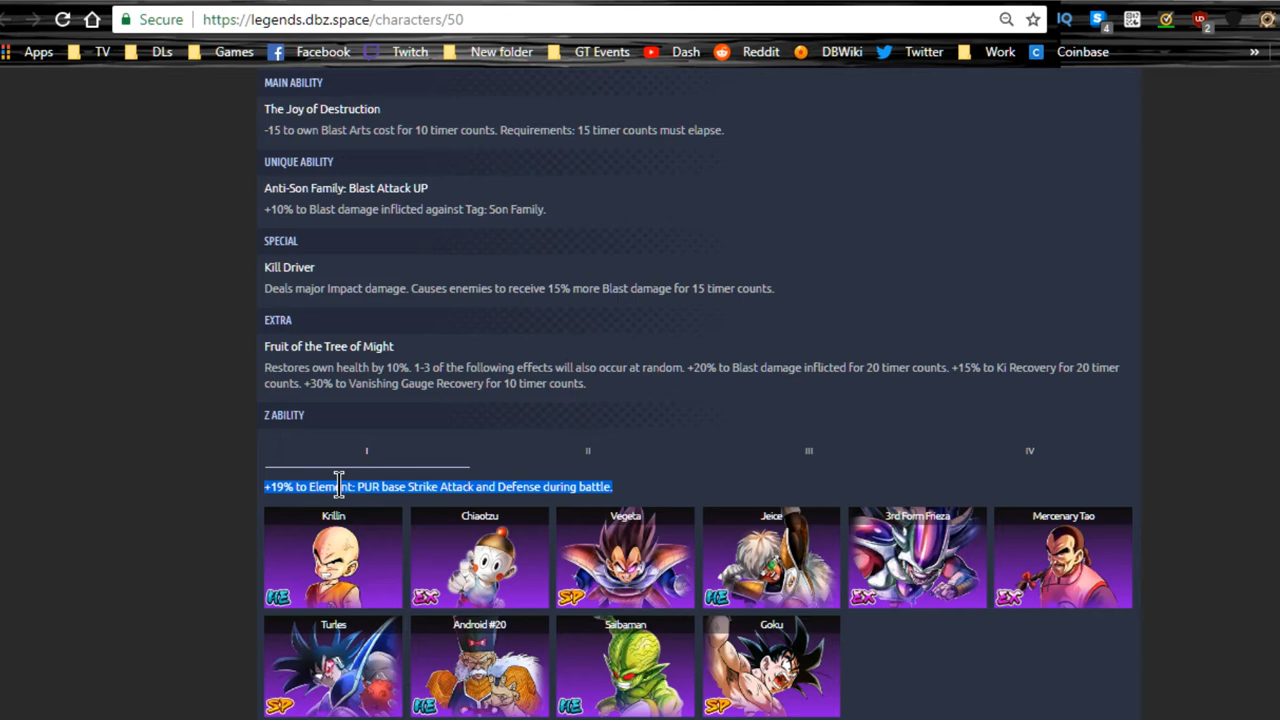 Secure https://legends.dbz.space/characters/50
IQ S 4 UD 2
Apps TV DLs Games Facebook Twitch New folder GT Events Dash Reddit DBWiki Twitter Work C Coinbase »
MAIN ABILITY
The Joy of Destruction
-15 to own Blast Arts cost for 10 timer counts. Requirements: 15 timer counts must elapse.
UNIQUE ABILITY
Anti-Son Family: Blast Attack UP
+10% to Blast damage inflicted against Tag: Son Family.
SPECIAL
Kill Driver
Deals major Impact damage. Causes enemies to receive 15% more Blast damage for 15 timer counts.
EXTRA
Fruit of the Tree of Might
Restores own health by 10%. 1-3 of the following effects will also occur at random. +20% to Blast damage inflicted for 20 timer counts. +15% to Ki Recovery for 20 timer
counts. +30% to Vanishing Gauge Recovery for 10 timer counts.
Z ABILITY
I II III IV
+19% to Element: PUR base Strike Attack and Defense during battle.
Krillin Chiaotzu Vegeta Jeice 3rd Form Frieza Mercenary Tao
HE EX SP HE EX EX
Turles Android #20 Saibaman Goku
SP HE HE SP